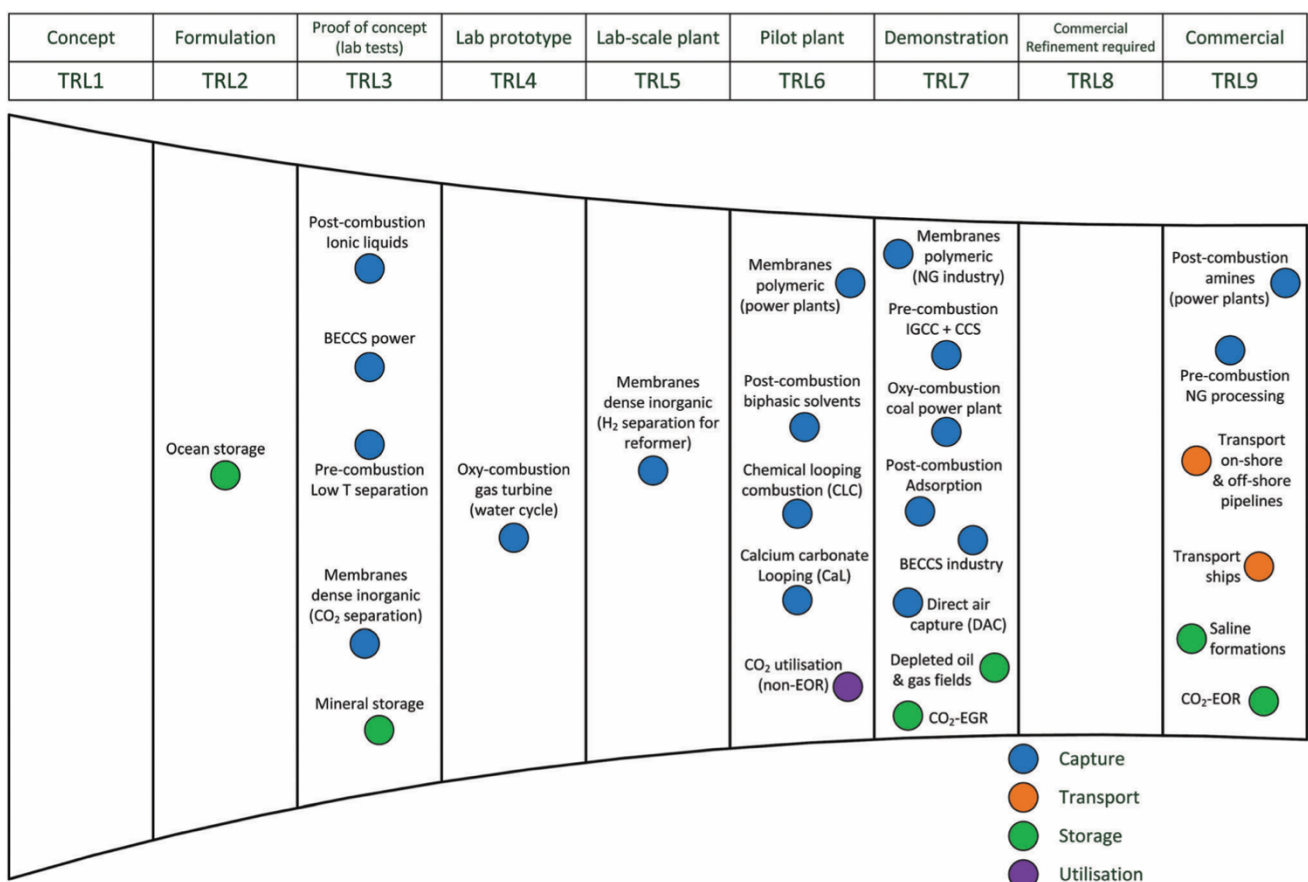 Concept
Formulation
Proof of concept
(lab tests)
Lab prototype
Lab-scale plant
Pilot plant
Demonstration
Commercial
Refinement required
Commercial
TRL1
TRL2
TRL3
TRL4
TRL5
TRL6
TRL7
TRL8
TRL9
Ocean storage
Post-combustion
Ionic liquids
BECCS power
Pre-combustion
Low T separation
Membranes
dense inorganic
(CO₂ separation)
Mineral storage
Oxy-combustion
gas turbine
(water cycle)
Membranes
dense inorganic
(H₂ separation for
reformer)
Membranes
polymeric
(power plants)
Post-combustion
biphasic solvents
Chemical looping
combustion (CLC)
Calcium carbonate
Looping (CaL)
CO₂ utilisation
(non-EOR)
Membranes
polymeric
(NG industry)
Pre-combustion
IGCC + CCS
Oxy-combustion
coal power plant
Post-combustion
Adsorption
BECCS industry
Direct air
capture (DAC)
Depleted oil
& gas fields
CO₂-EGR
Post-combustion
amines
(power plants)
Pre-combustion
NG processing
Transport
on-shore
& off-shore
pipelines
Transport
ships
Saline
formations
CO₂-EOR
Capture
Transport
Storage
Utilisation